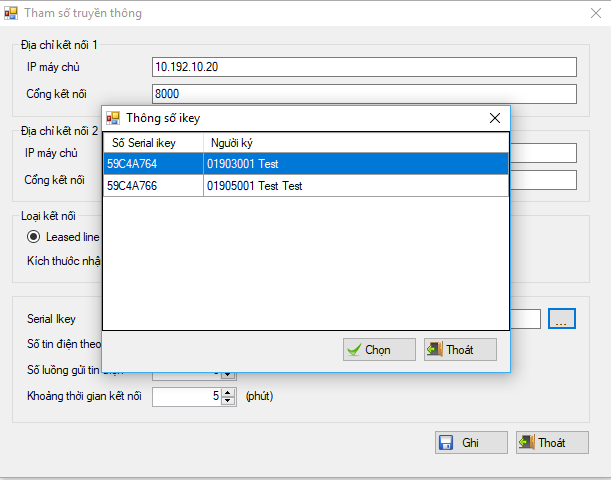 Tham số truyền thông
Địa chỉ kết nối 1
IP máy chủ
10.192.10.20
Cổng kết nối
8000
Thông số ikey
Số Serial ikey Người ký
59C4A764 01903001 Test
59C4A766 01905001 Test Test
Chọn Thoát
Địa chỉ kết nối 2
IP máy chủ
Cổng kết nối
Loại kết nối
Leased line
Kích thước
Serial Ikey ...
Số tin điện theo
Số luồng gửi tin điện
Khoảng thời gian kết nối 5 (phút)
Ghi Thoát